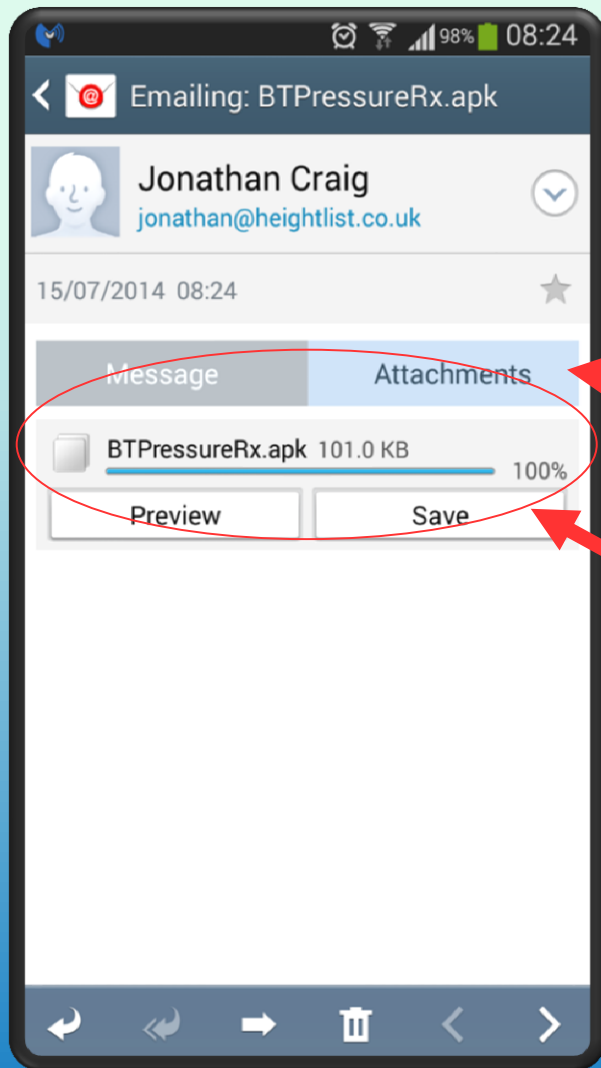 98% 08:24
@ Emailing: BTPressureRx.apk
Jonathan Craig
jonathan@heightlist.co.uk
15/07/2014 08:24
Message Attachments
BTPressureRx.apk 101.0 KB
100%
Preview Save